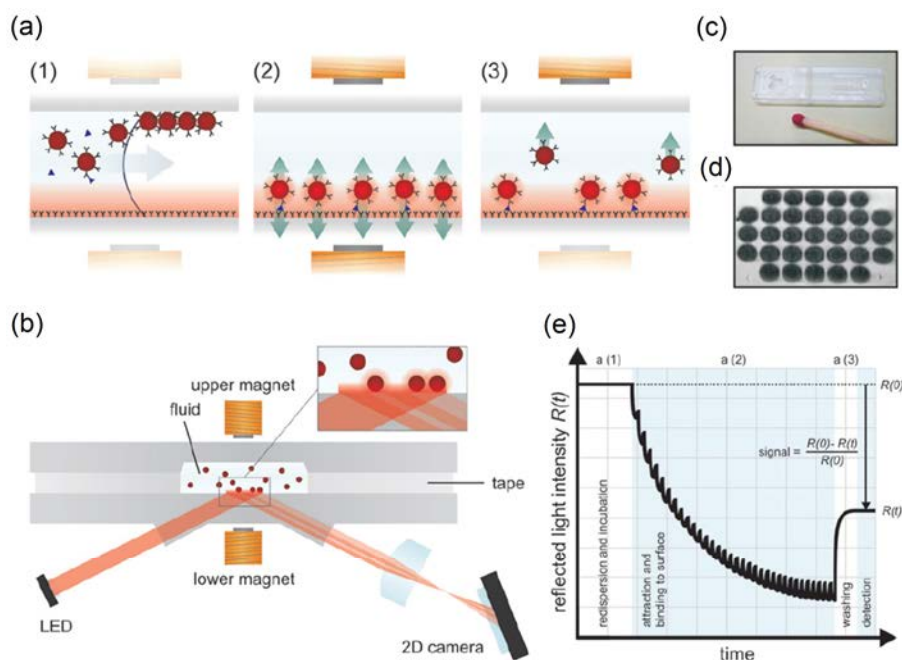 (a)
(1)
(2)
(3)
(c)
(d)
(b)
upper magnet
fluid
tape
lower magnet
LED
2D camera
(e)
a (1)
a (2)
a (3)
R(0)
signal = R(0)- R(t)
R(0)
R(t)
reflected light intensity R(t)
redispersion and incubation
attraction and
binding to surface
washing
detection
time